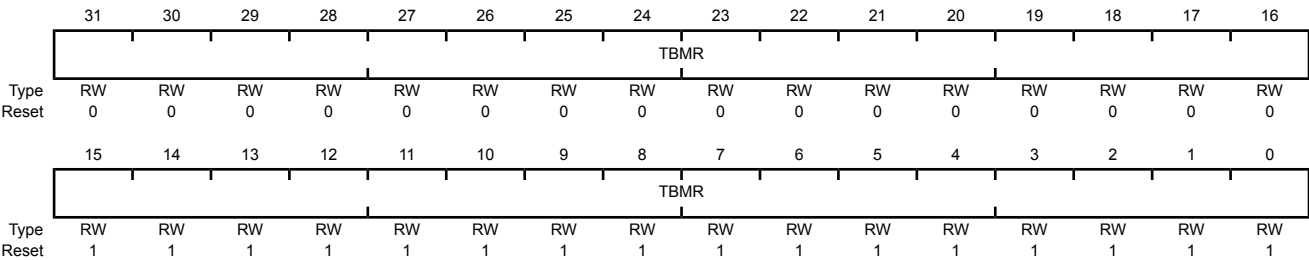 31 30 29 28 27 26 25 24 23 22 21 20 19 18 17 16
TBMR
Type RW RW RW RW RW RW RW RW RW RW RW RW RW RW RW RW
Reset 0 0 0 0 0 0 0 0 0 0 0 0 0 0 0 0
15 14 13 12 11 10 9 8 7 6 5 4 3 2 1 0
TBMR
Type RW RW RW RW RW RW RW RW RW RW RW RW RW RW RW RW
Reset 1 1 1 1 1 1 1 1 1 1 1 1 1 1 1 1